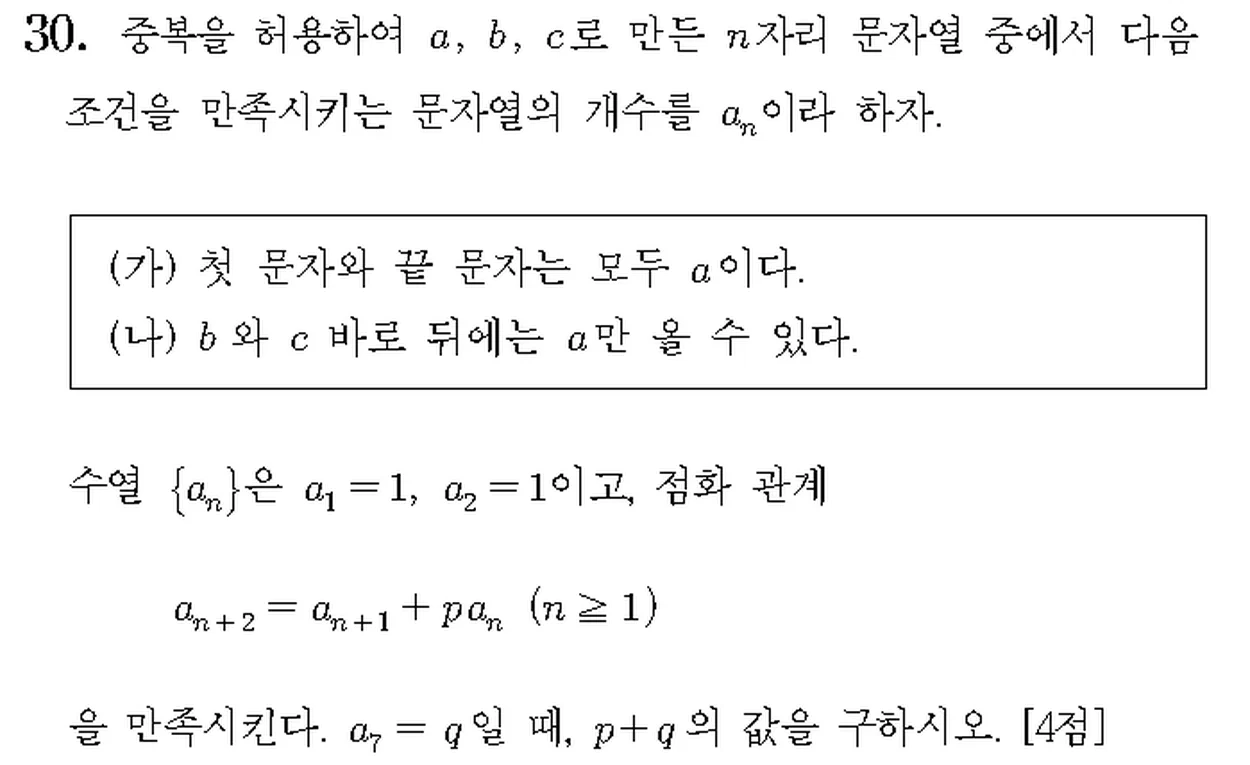 30. 중복을 허용하여 a, b, c로 만든 n자리 문자열 중에서 다음
조건을 만족시키는 문자열의 개수를 aₙ이라 하자.
(가) 첫 문자와 끝 문자는 모두 a이다.
(나) b와 c 바로 뒤에는 a만 올 수 있다.
수열 {aₙ}은 a₁ = 1, a₂ = 1이고, 점화 관계
aₙ₊₂ = aₙ₊₁ + paₙ (n ≧ 1)
을 만족시킨다. a₇ = q일 때, p+q의 값을 구하시오. [4점]